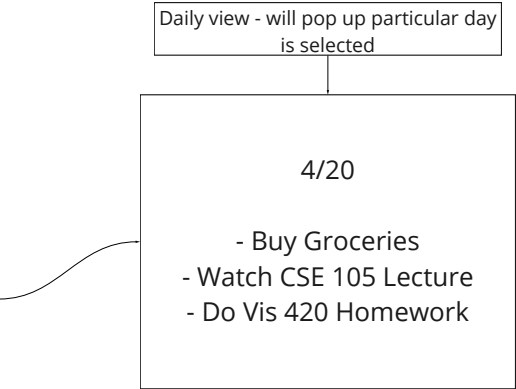 Daily view - will pop up particular day
is selected
4/20
- Buy Groceries
- Watch CSE 105 Lecture
- Do Vis 420 Homework